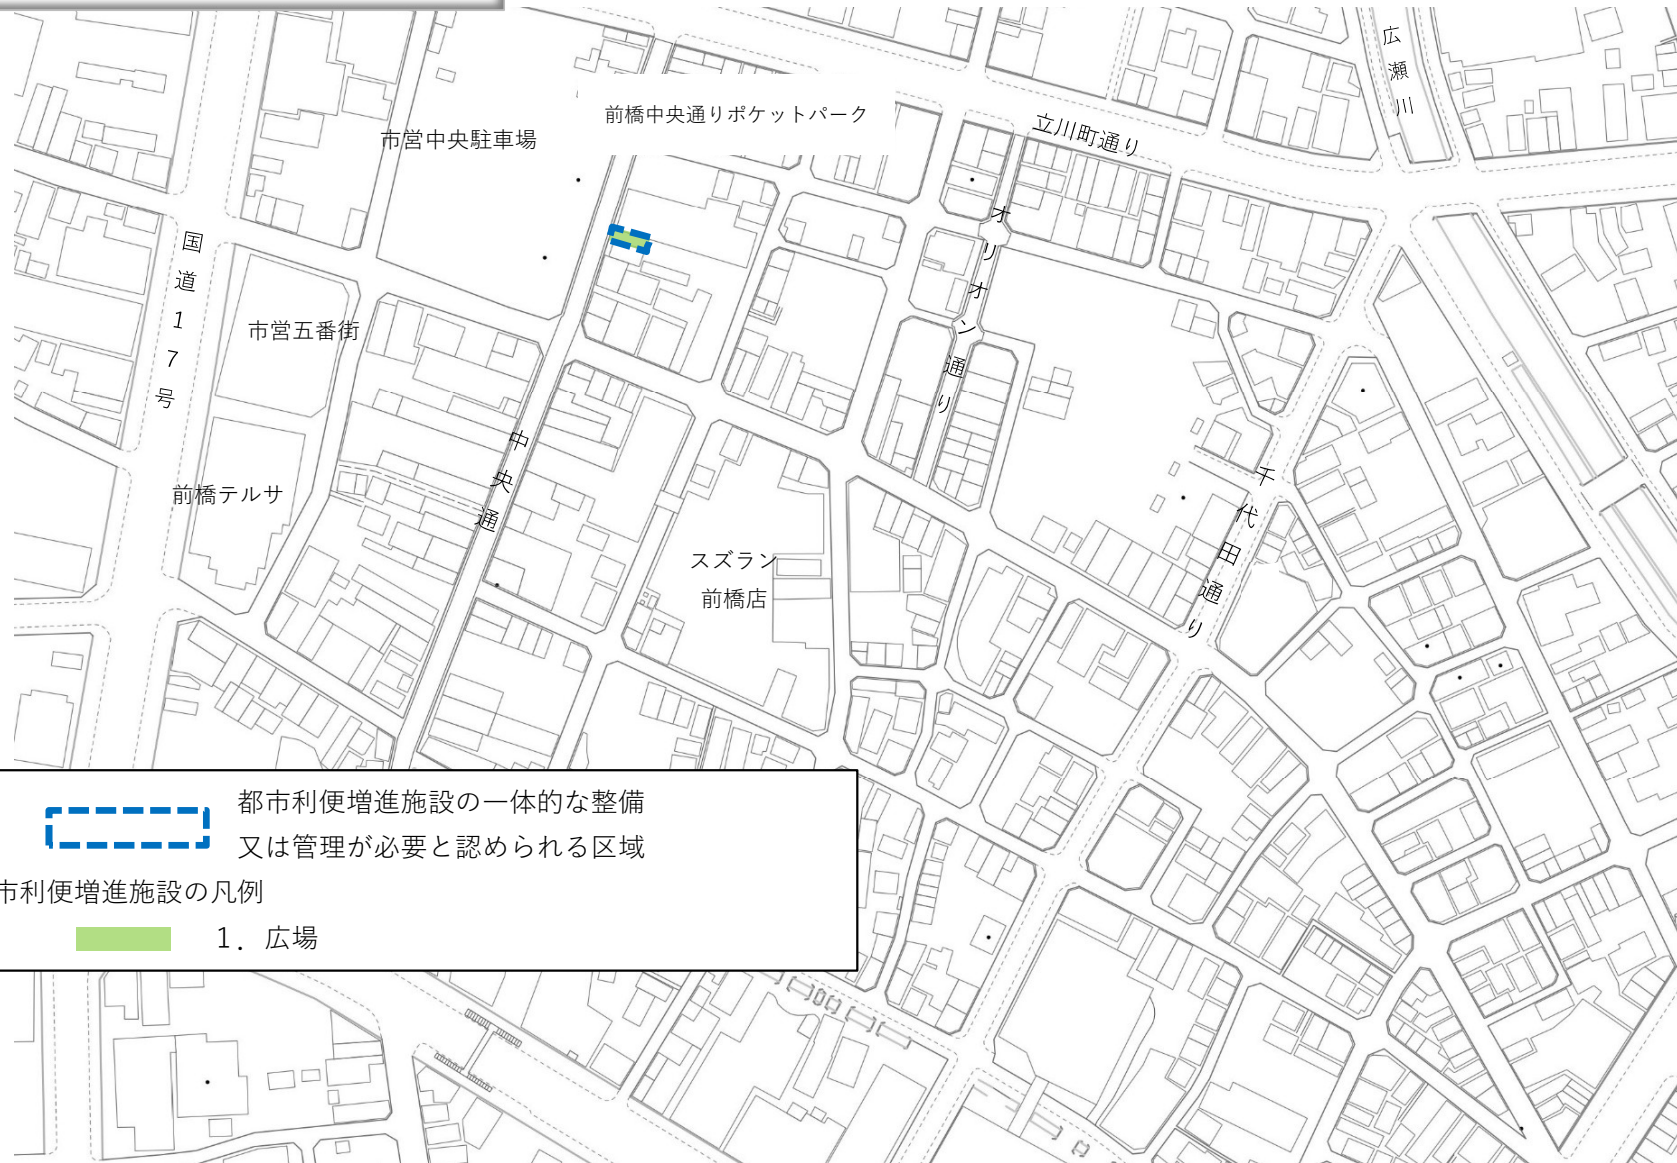 広瀬川
前橋中央通りポケットパーク
市営中央駐車場
立川町通り
オリオン通り
国道17号
市営五番街
中央通
前橋テルサ
千代田通り
スズラン
前橋店
都市利便増進施設の一体的な整備
又は管理が必要と認められる区域
市利便増進施設の凡例
1．広場